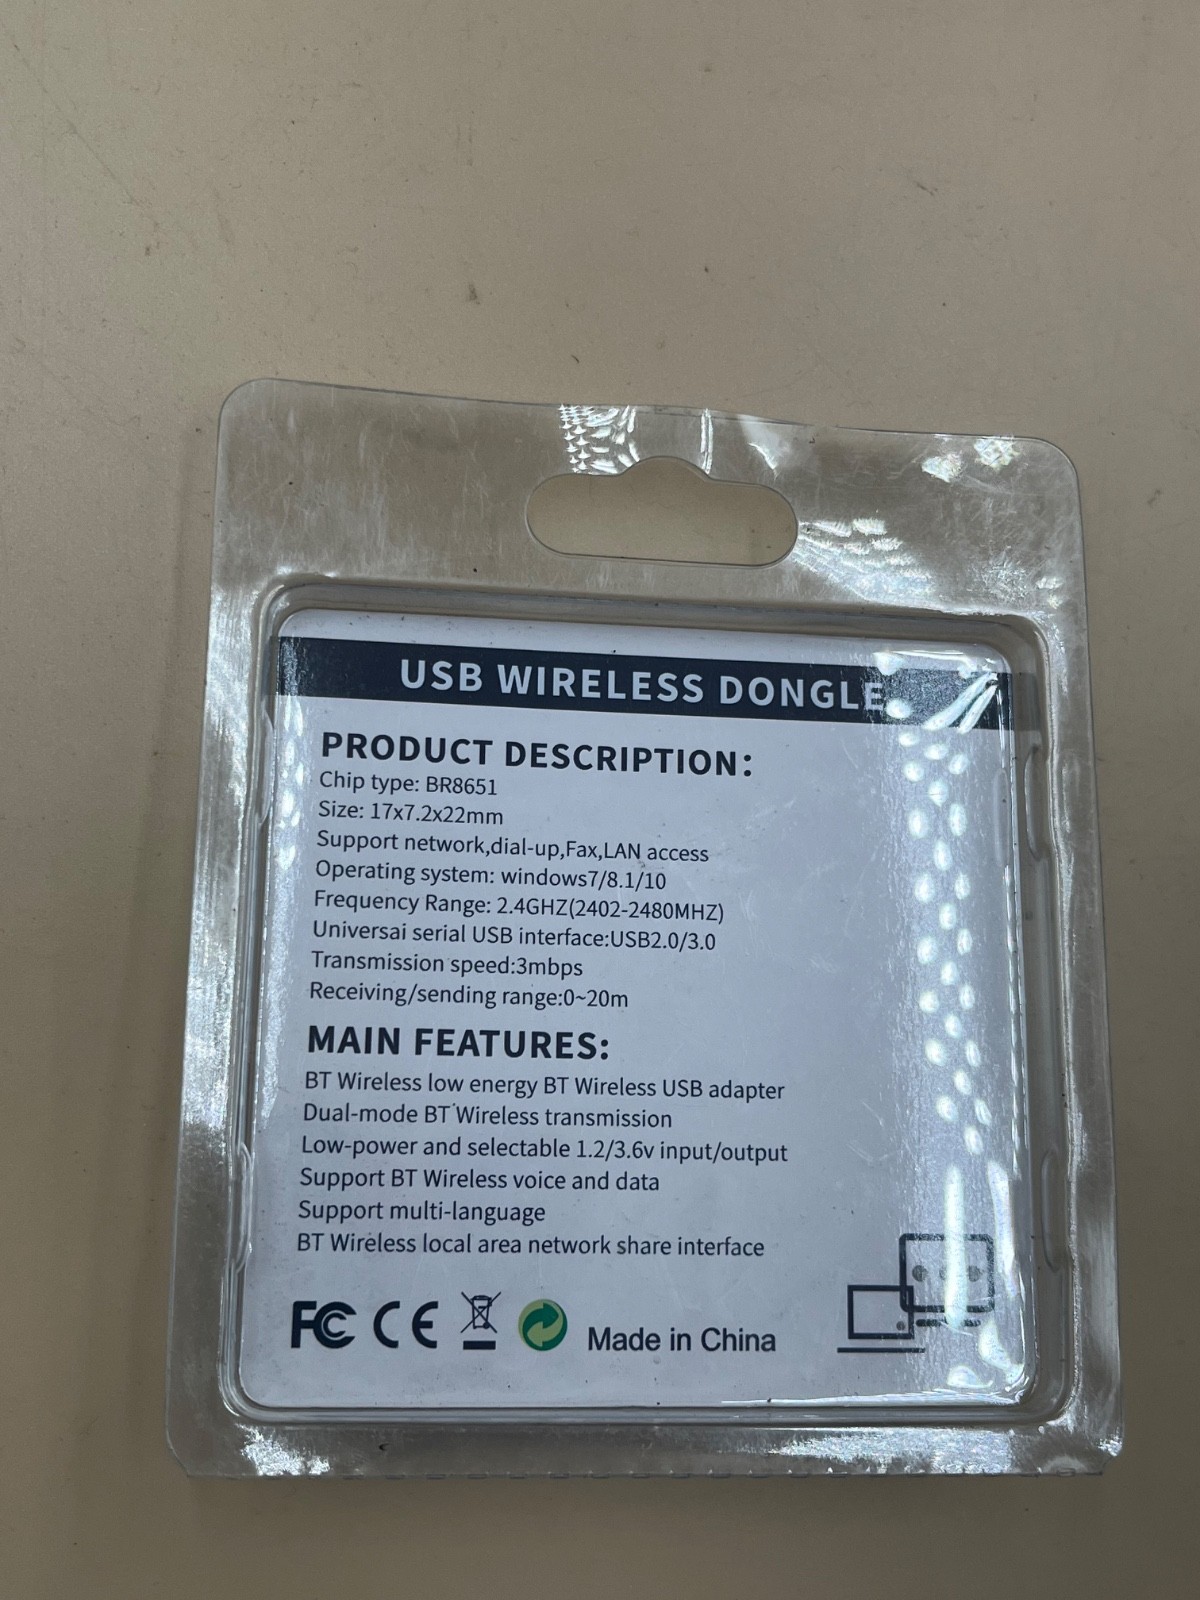 USB WIRELESS DONGLE
PRODUCT DESCRIPTION:
Chip type: BR8651
Size: 17x7.2x22mm
Support network,dial-up,Fax,LAN access
Operating system: windows7/8.1/10
Frequency Range: 2.4GHZ(2402-2480MHZ)
Universai serial USB interface:USB2.0/3.0
Transmission speed:3mbps
Receiving/sending range:0~20m
MAIN FEATURES:
BT Wireless low energy BT Wireless USB adapter
Dual-mode BT Wireless transmission
Low-power and selectable 1.2/3.6v input/output
Support BT Wireless voice and data
Support multi-language
BT Wireless local area network share interface
FC CE Made in China